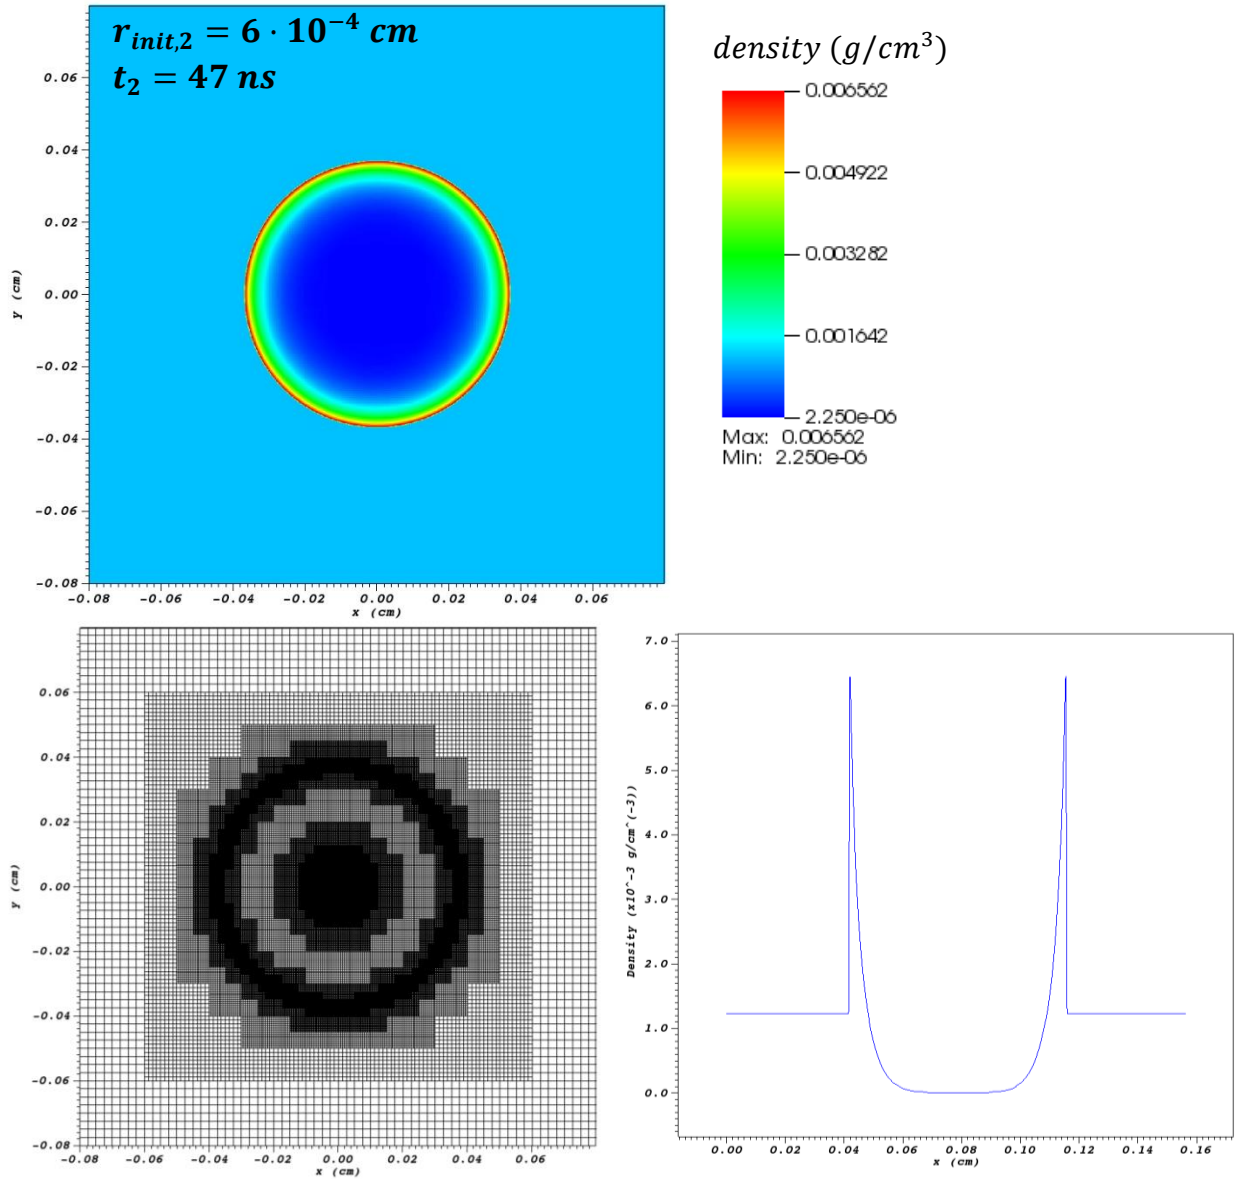 r_init,2 = 6 · 10^−4 cm
t_2 = 47 ns
density (g/cm^3)
0.006562
0.004922
0.003282
0.001642
2.250e-06
Max: 0.006562
Min: 2.250e-06
0.06
0.04
0.02
0.00
-0.02
-0.04
-0.06
-0.08
y (cm)
-0.08 -0.06 -0.04 -0.02 0.00 0.02 0.04 0.06
x (cm)
0.06
0.04
0.02
0.00
-0.02
-0.04
-0.06
-0.08
y (cm)
-0.08 -0.06 -0.04 -0.02 0.00 0.02 0.04 0.06
x (cm)
7.0
6.0
5.0
4.0
3.0
2.0
1.0
0.0
Density (x10^-3 g/cm^(-3))
0.00 0.02 0.04 0.06 0.08 0.10 0.12 0.14 0.16
x (cm)